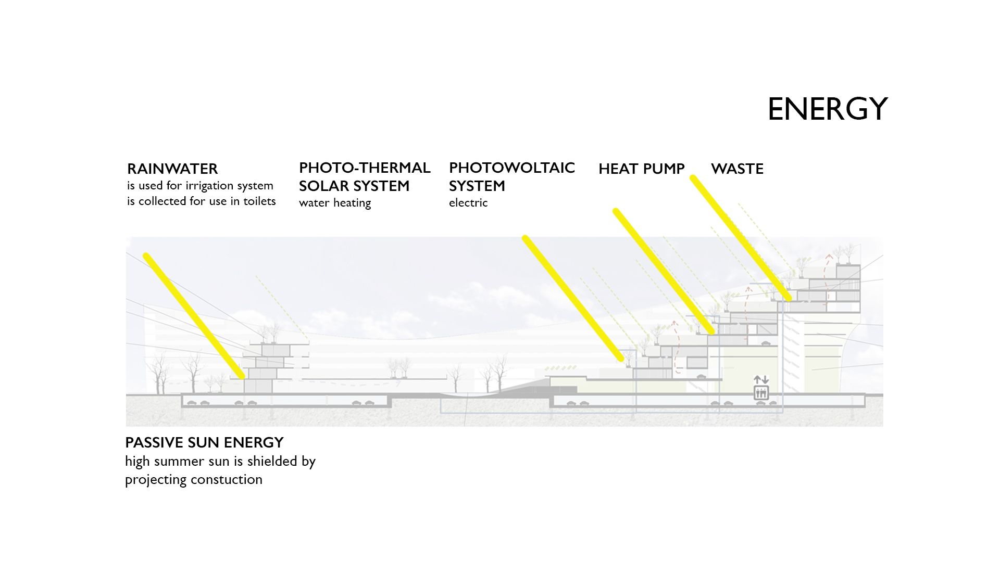 ENERGY
RAINWATER
is used for irrigation system
is collected for use in toilets
PHOTO-THERMAL
SOLAR SYSTEM
water heating
PHOTOWOLTAIC
SYSTEM
electric
HEAT PUMP
WASTE
PASSIVE SUN ENERGY
high summer sun is shielded by
projecting constuction